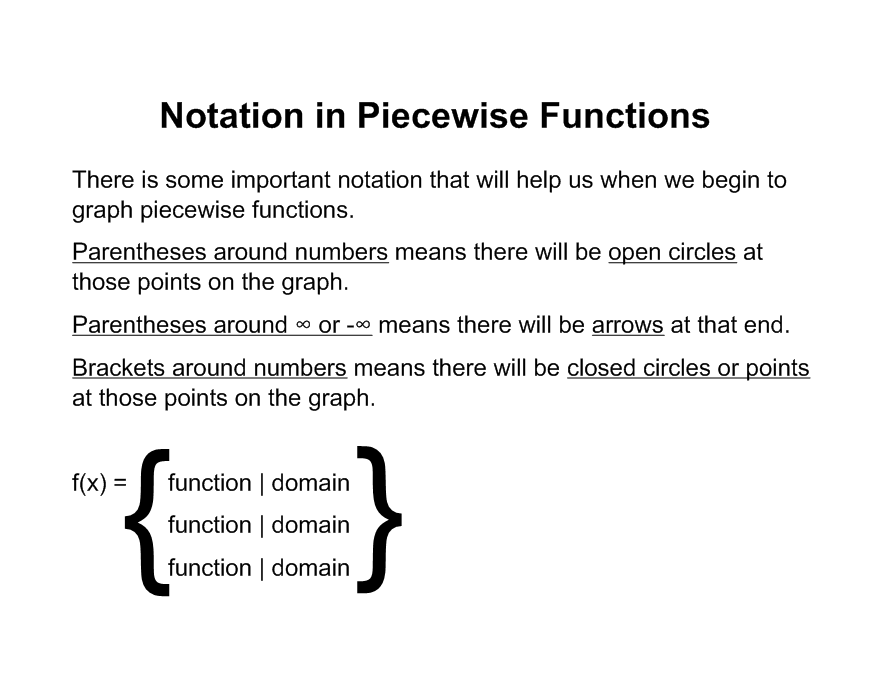 Notation in Piecewise Functions
There is some important notation that will help us when we begin to
graph piecewise functions.
Parentheses around numbers means there will be open circles at
those points on the graph.
Parentheses around ∞ or -∞ means there will be arrows at that end.
Brackets around numbers means there will be closed circles or points
at those points on the graph.
f(x) = { function | domain }
function | domain
function | domain